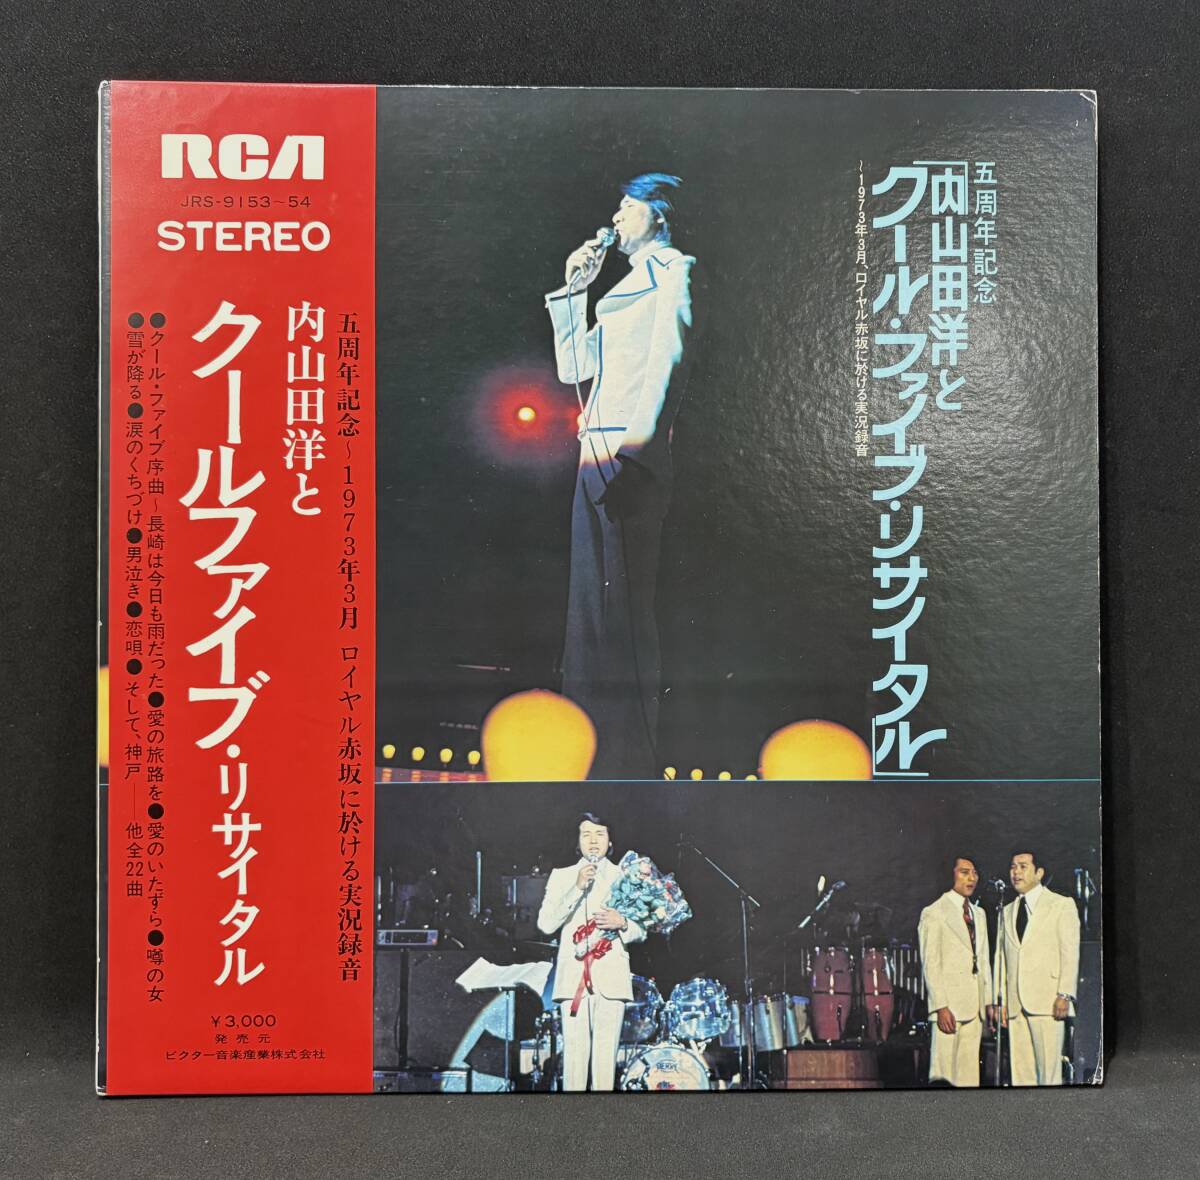 RCA
JRS-9153~54
STEREO
五周年記念~1973年3月 ロイヤル赤坂に於ける実況録音
内山田洋と
クールファイブ・リサイタル
●クール・ファイブ序曲~長崎は今日も雨だった●愛の旅路を●愛のいたずら●噂の女
●雪が降る●涙のくちづけ●男泣き●恋唄●そして、神戸——他全22曲
¥3,000
発売元
ビクター音楽産業株式会社
五周年記念
「内山田洋と
クール・ファイブ・リサイタル」
~1973年3月、ロイヤル赤坂に於ける実況録音